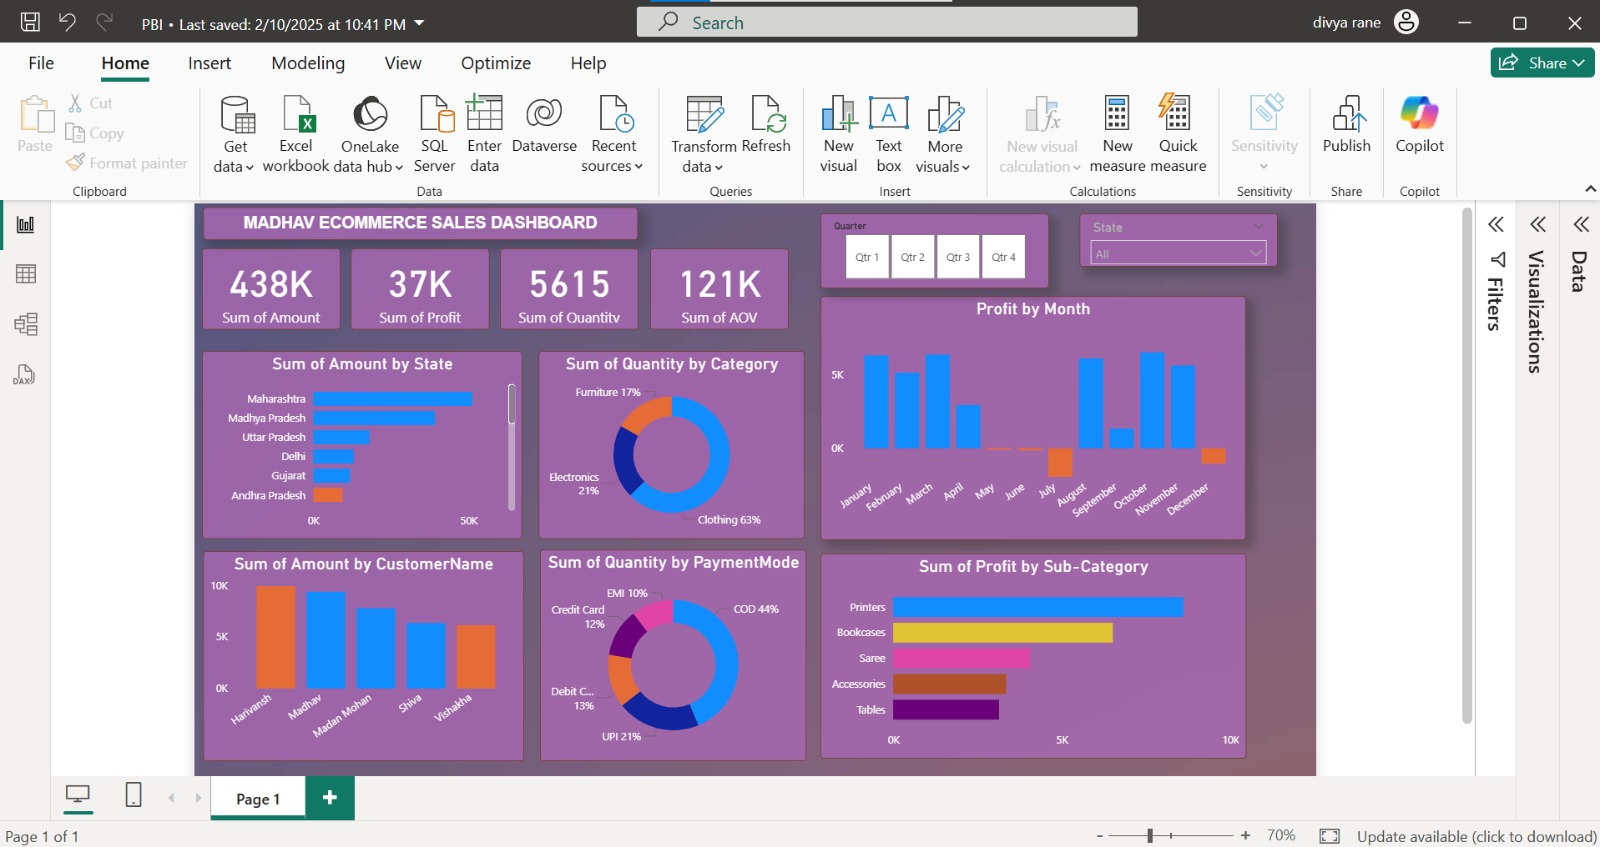 PBI • Last saved: 2/10/2025 at 10:41 PM
Search
divya rane
File Home Insert Modeling View Optimize Help
Share
Paste
Cut
Copy
Format painter
Clipboard
Get data
Excel workbook
OneLake data hub
SQL Server
Enter data
Dataverse
Recent sources
Data
Transform data
Refresh
Queries
New visual
Text box
More visuals
Insert
New visual calculation
New measure
Quick measure
Calculations
Sensitivity
Sensitivity
Publish
Share
Copilot
Copilot
MADHAV ECOMMERCE SALES DASHBOARD
438K
Sum of Amount
37K
Sum of Profit
5615
Sum of Quantity
121K
Sum of AOV
Quarter
Qtr 1 Qtr 2 Qtr 3 Qtr 4
State
All
Sum of Amount by State
Maharashtra
Madhya Pradesh
Uttar Pradesh
Delhi
Gujarat
Andhra Pradesh
0K 50K
Sum of Quantity by Category
Furniture 17%
Electronics
21%
Clothing 63%
Profit by Month
5K
0K
January February March April May June July August September October November December
Sum of Amount by CustomerName
10K
5K
0K
Harivansh Madhav Madan Mohan Shiva Vishakha
Sum of Quantity by PaymentMode
EMI 10%
Credit Card
12%
COD 44%
Debit C...
13%
UPI 21%
Sum of Profit by Sub-Category
Printers
Bookcases
Saree
Accessories
Tables
0K 5K 10K
Filters
Visualizations
Data
DAX
Page 1
Page 1 of 1
- + 70%
Update available (click to download)